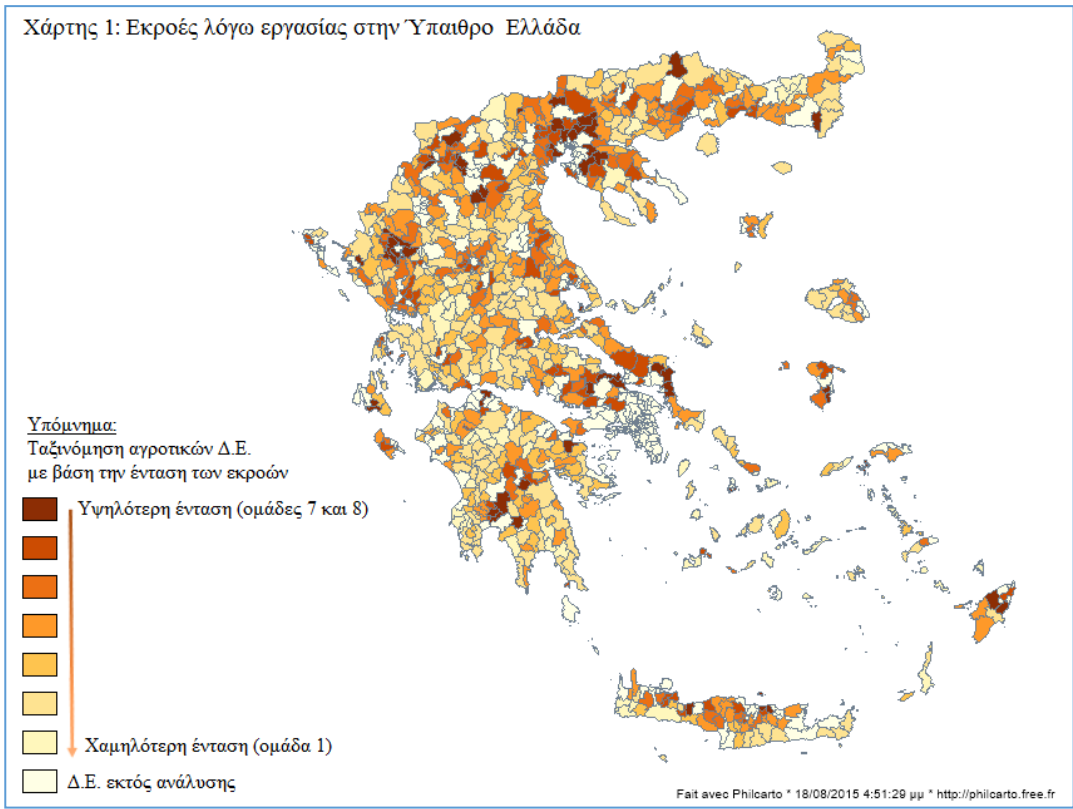 Χάρτης 1: Εκροές λόγω εργασίας στην Ύπαιθρο Ελλάδα
Υπόμνημα:
Ταξινόμηση αγροτικών Δ.Ε.
με βάση την ένταση των εκροών
Υψηλότερη ένταση (ομάδες 7 και 8)
Χαμηλότερη ένταση (ομάδα 1)
Δ.Ε. εκτός ανάλυσης
Fait avec Philcarto * 18/08/2015 4:51:29 μμ * http://philcarto.free.fr